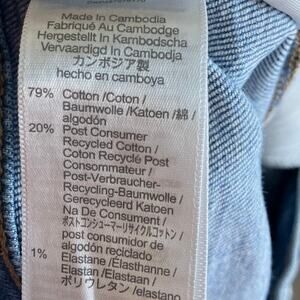 Made In Cambodia
Fabriqué Au Cambodge
Hergestellt In Kambodscha
Vervaardigd In Cambodja
カンボジア製
hecho en camboya
79% Cotton /Coton /
Baumwolle /Katoen /綿 /
algodón
20% Post Consumer
Recycled Cotton /
Coton Recyclé Post
Consommateur /
Post-Verbraucher-
Recycling-Baumwolle /
Gerecycleerd Katoen
Na De Consument /
ポストコンシューマーリサイクルコットン /
post consumidor de
algodón reciclado
1% Elastane /Élasthanne /
Elastan /Elastaan /
ポリウレタン /elastano